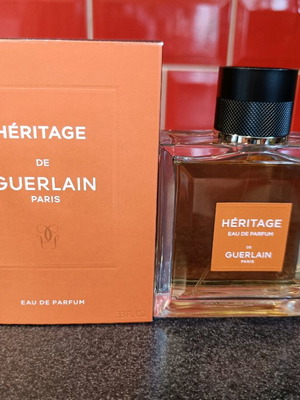 HÉRITAGE
DE
GUERLAIN
PARIS
EAU DE PARFUM
HÉRITAGE
EAU DE PARFUM
DE
GUERLAIN
PARIS